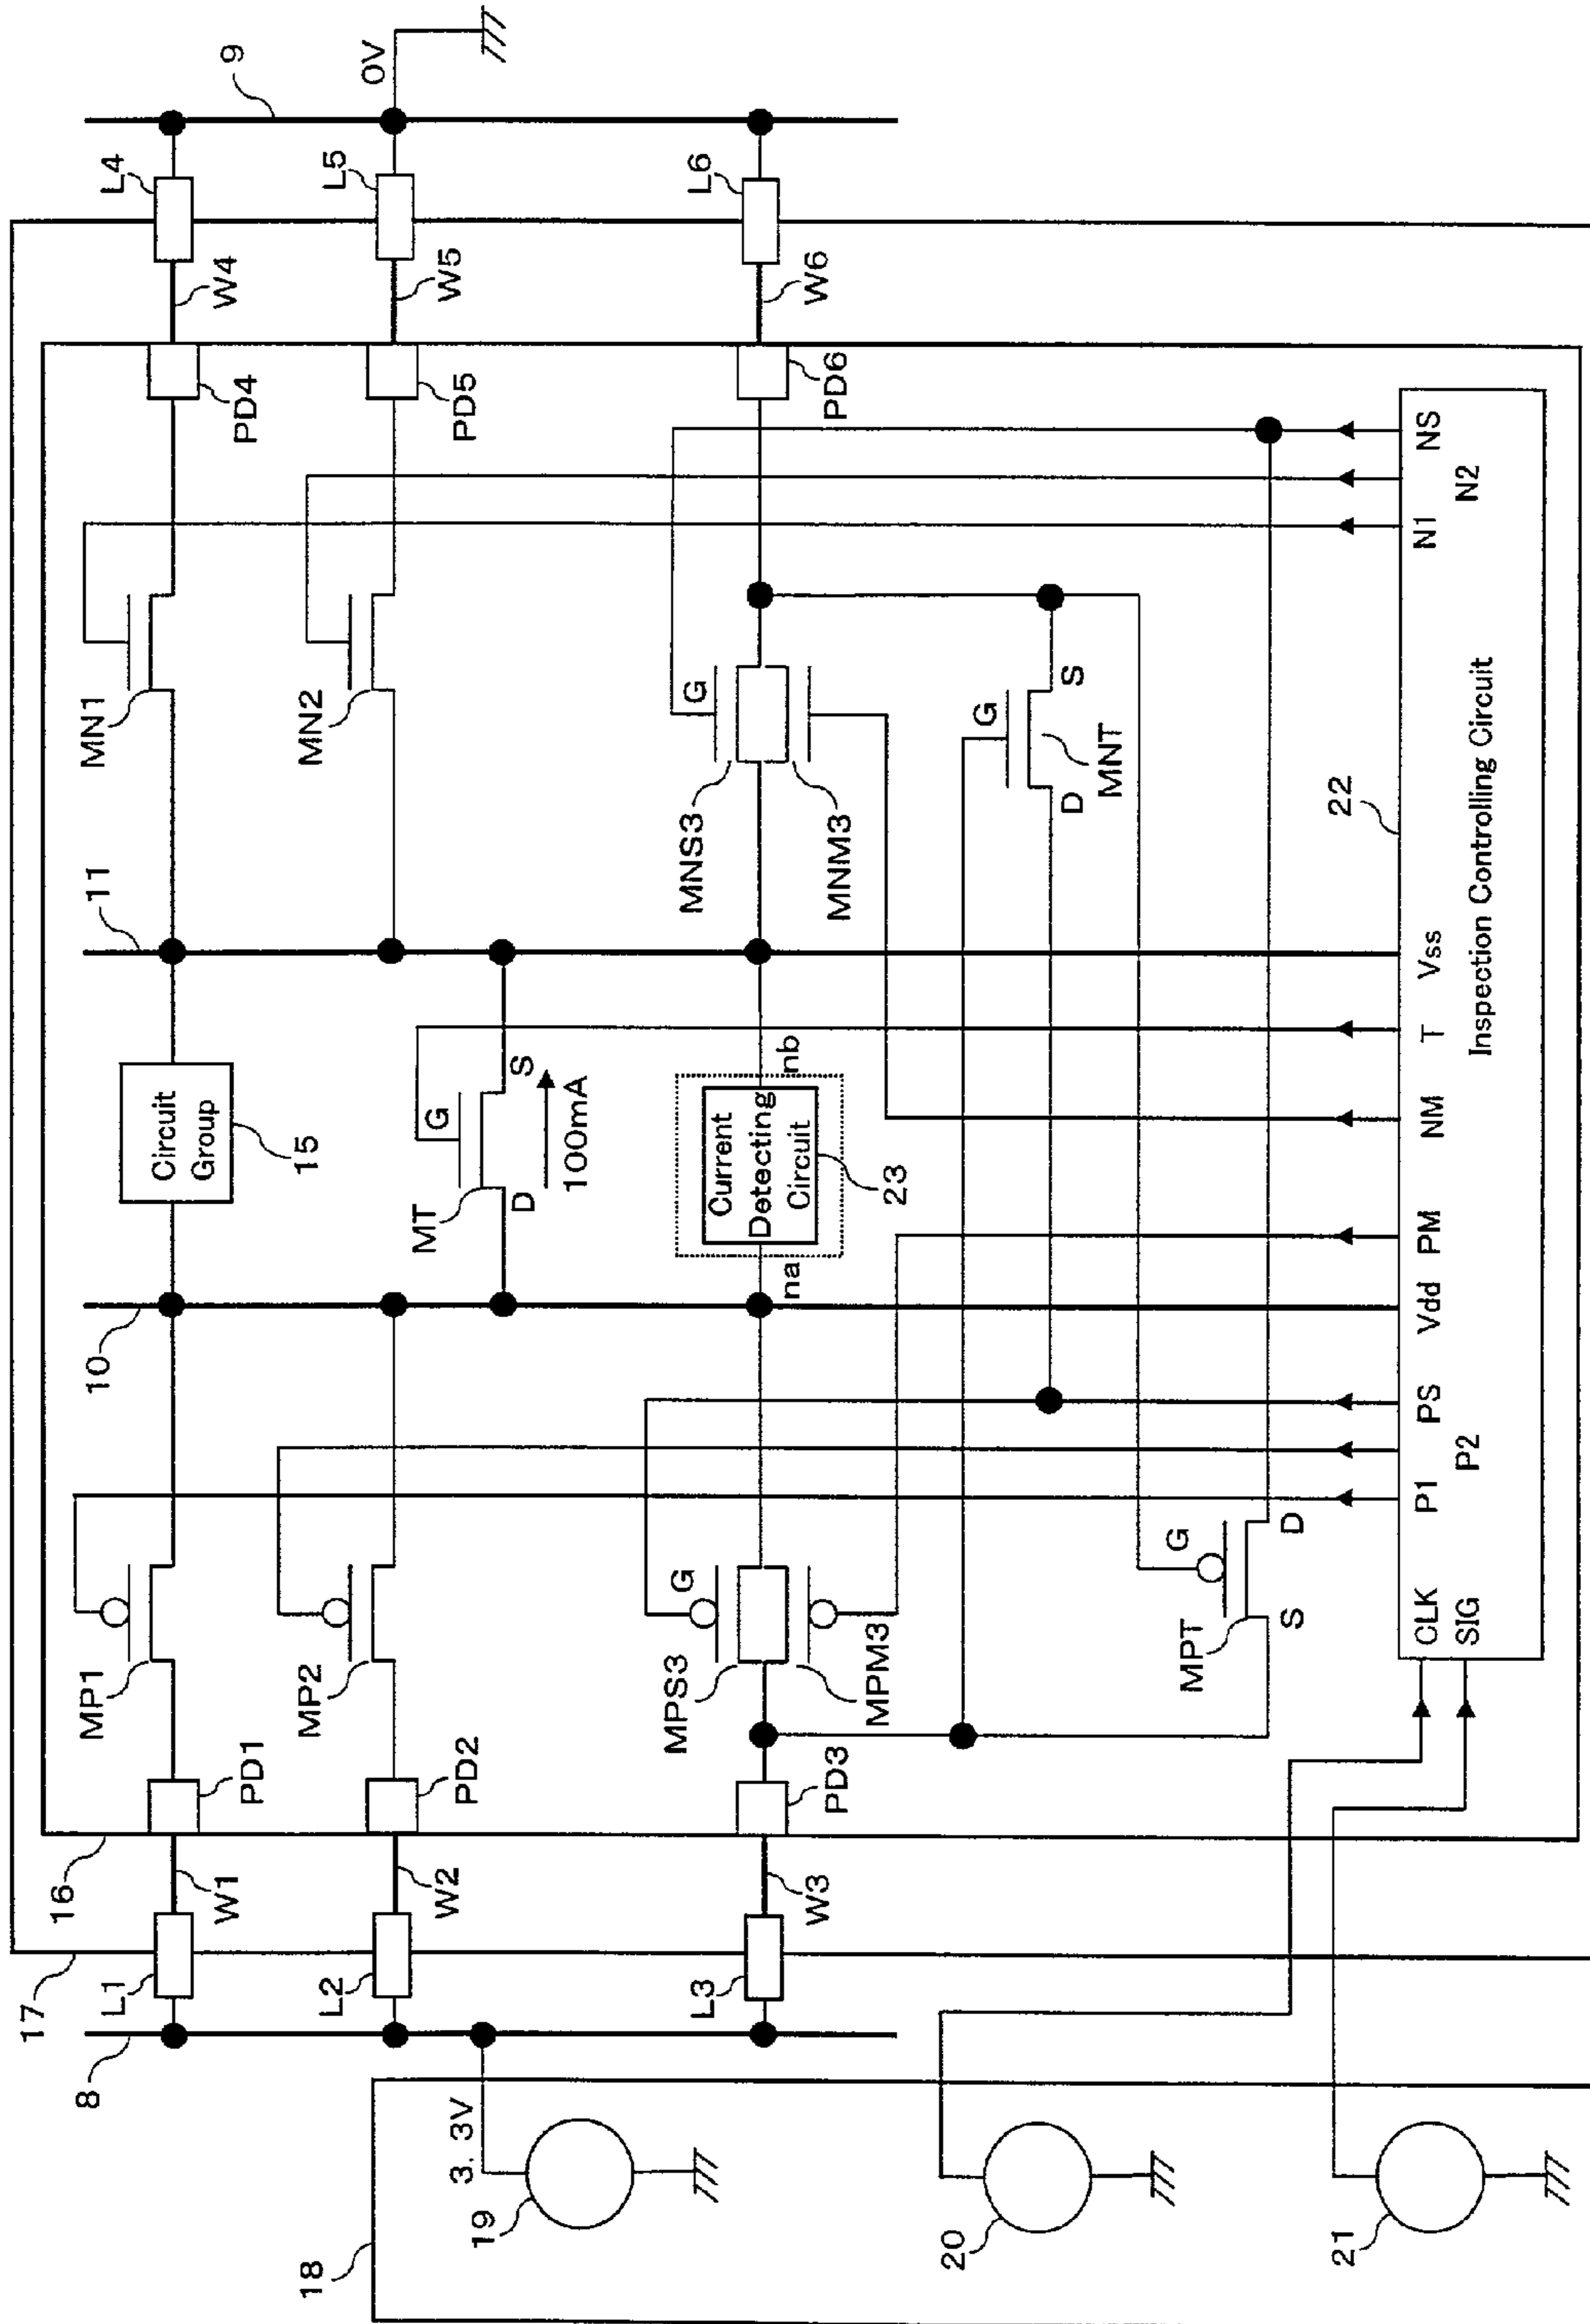 18
19
3. 3V
20
21
8
17
L1
L2
L3
16
W1
W2
W3
PD1
PD2
PD3
MP1
MP2
MPS3
G
MPM3
MPT
S
G
D
10
11
Circuit
Group
15
MT
D
G
S
100mA
na
Current
Detecting
Circuit
nb
23
MN1
MN2
MNS3
G
MNM3
D
G
S
MNT
PD4
PD5
PD6
W4
W5
W6
L4
L5
L6
9
0V
22
CLK
SIG
P1
P2
PS
Vdd
PM
NM
T
Vss
N1
N2
NS
Inspection Controlling Circuit